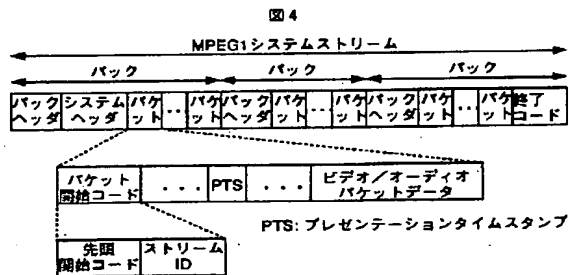 図4
MPEG1システムストリーム
パック パック パック
パック システム パケ ... パケ パック パケ ... パケ パック パケ ... パケ 終了
ヘッダ ヘッダ ット ット ヘッダ ット ット ヘッダ ット ット コード
パケット ... PTS ... ビデオ/オーディオ
開始コード パケットデータ
PTS: プレゼンテーションタイムスタンプ
先頭 ストリーム
開始コード ID